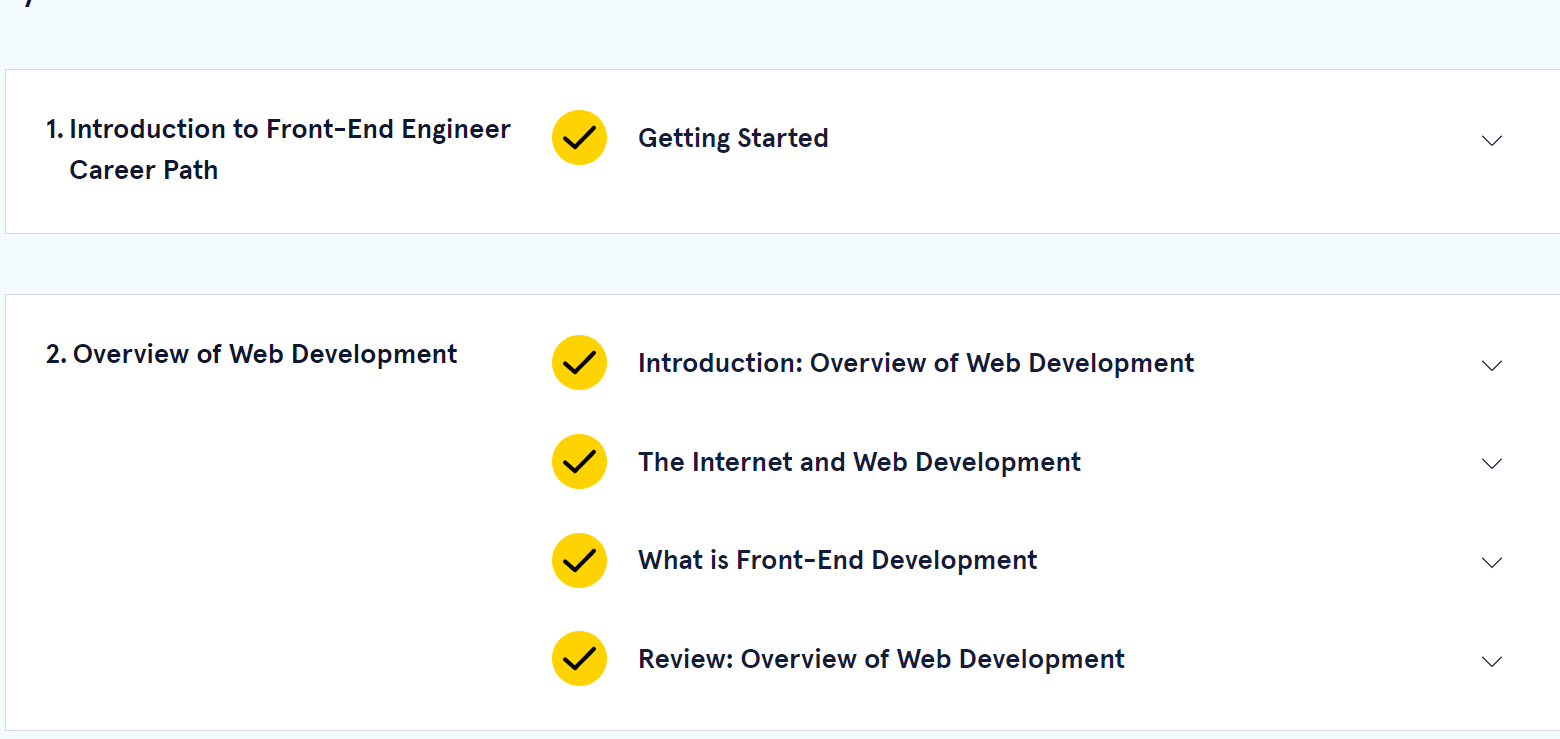 1. Introduction to Front-End Engineer
Career Path
Getting Started
2. Overview of Web Development
Introduction: Overview of Web Development
The Internet and Web Development
What is Front-End Development
Review: Overview of Web Development